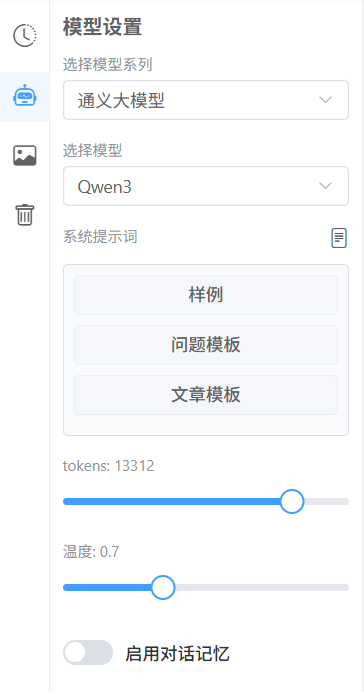 模型设置
选择模型系列
通义大模型
选择模型
Qwen3
系统提示词
样例
问题模板
文章模板
tokens: 13312
温度: 0.7
启用对话记忆